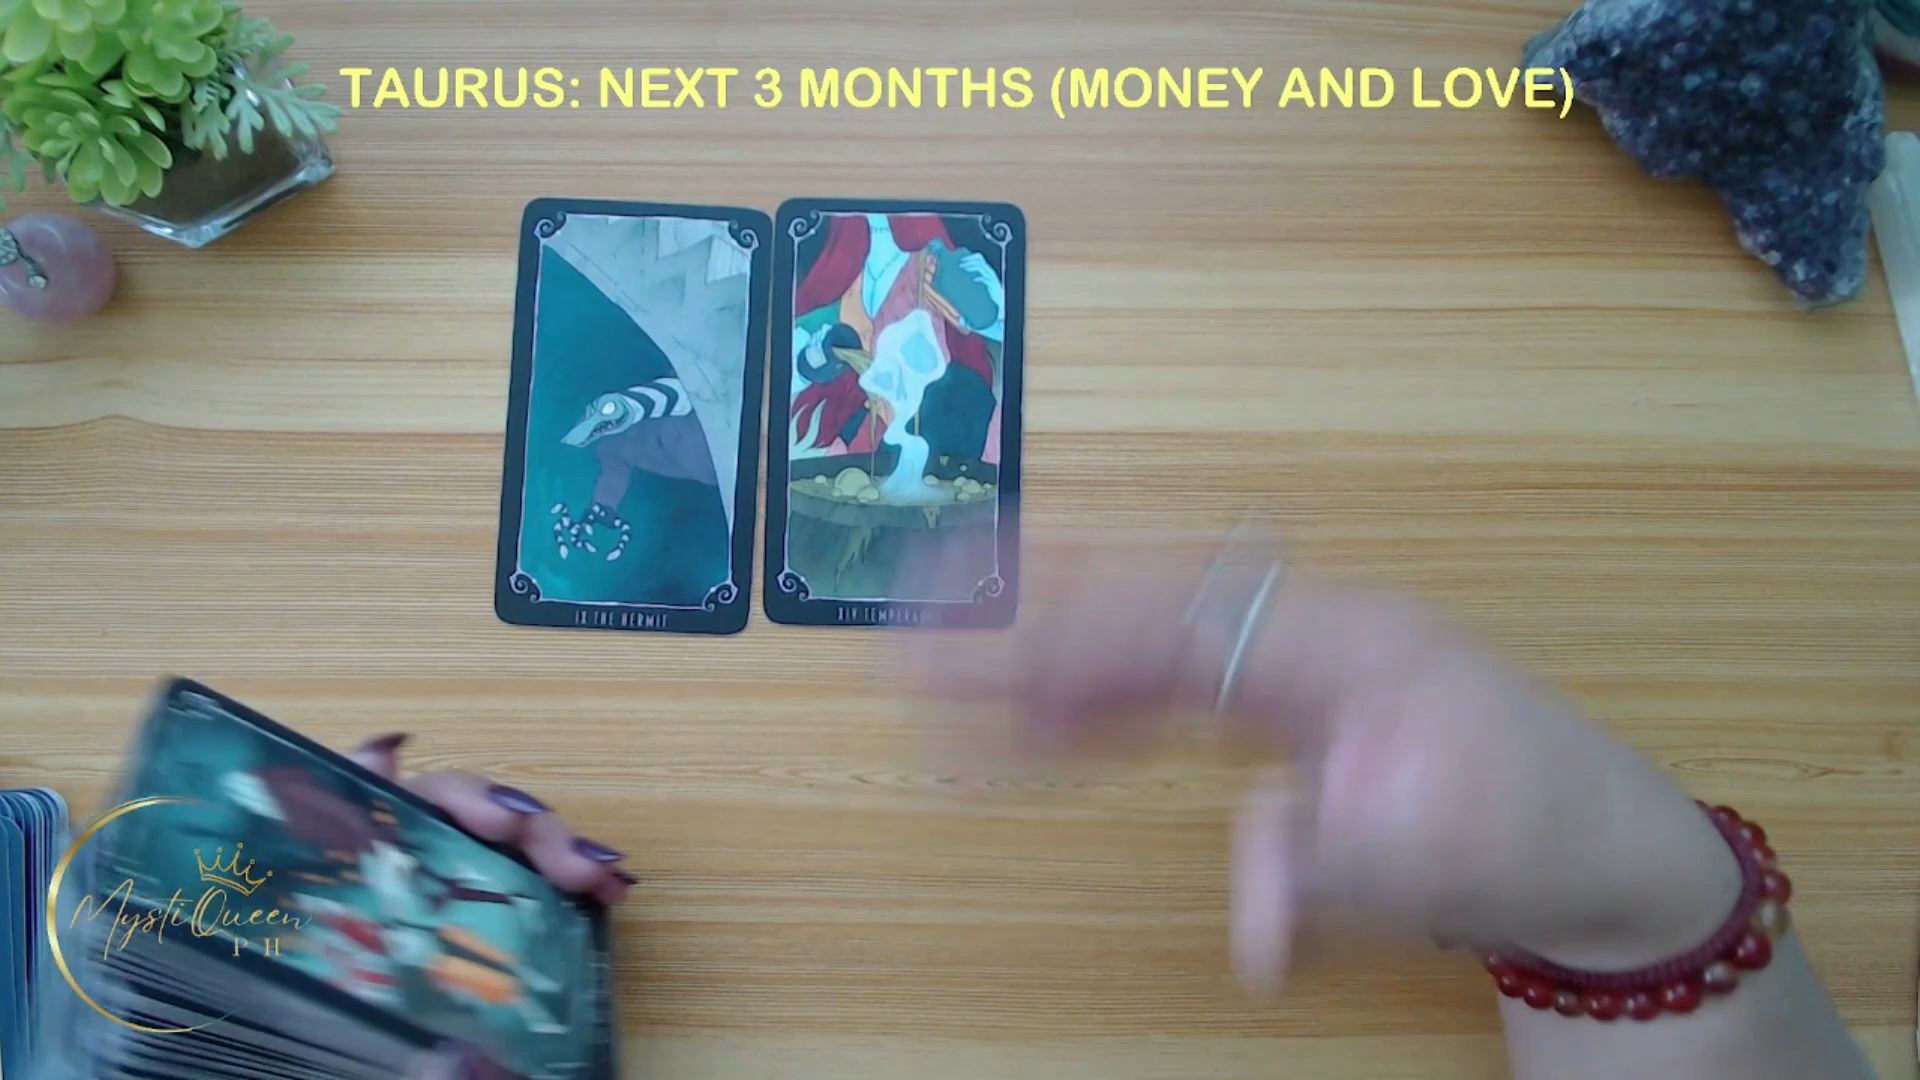 TAURUS: NEXT 3 MONTHS (MONEY AND LOVE)
IX THE HERMIT
XIV TEMPERANCE
MystiQueen
PH